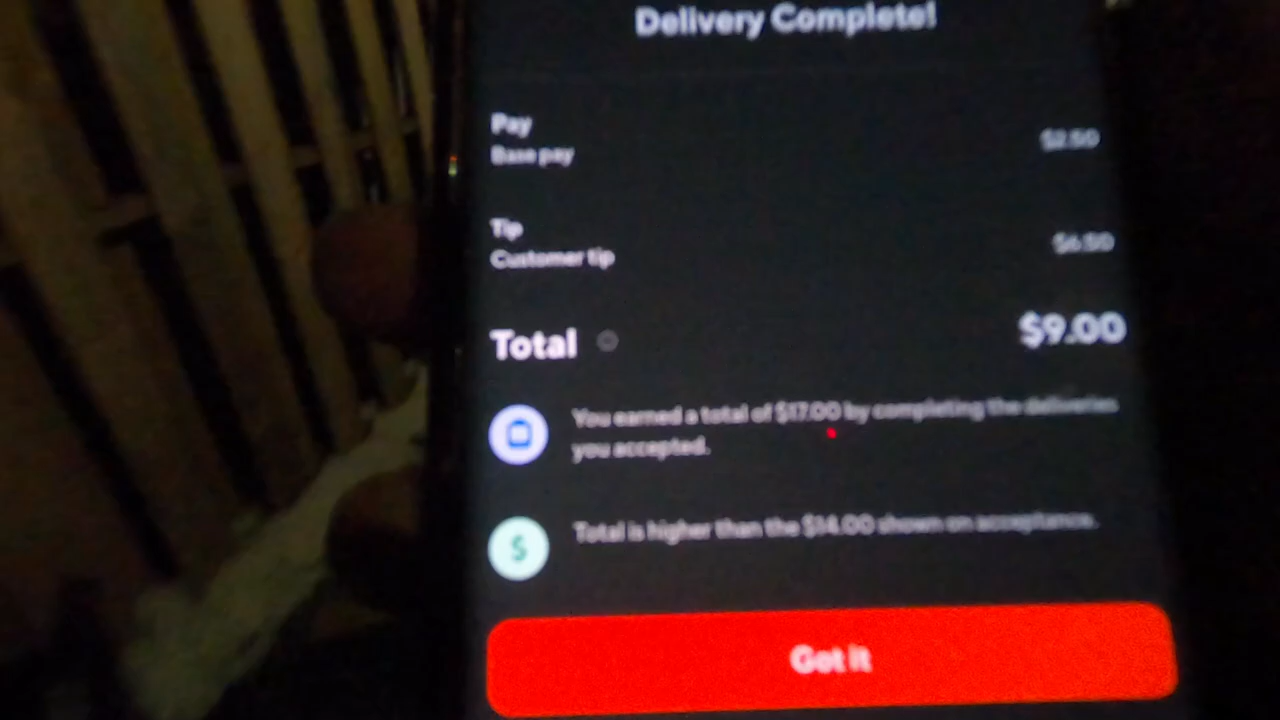 Delivery Complete!
Pay
Base pay
$2.50
Tip
Customer tip
$6.50
Total
$9.00
You earned a total of $17.00 by completing the deliveries
you accepted.
Total is higher than the $14.00 shown on acceptance.
$
Got it